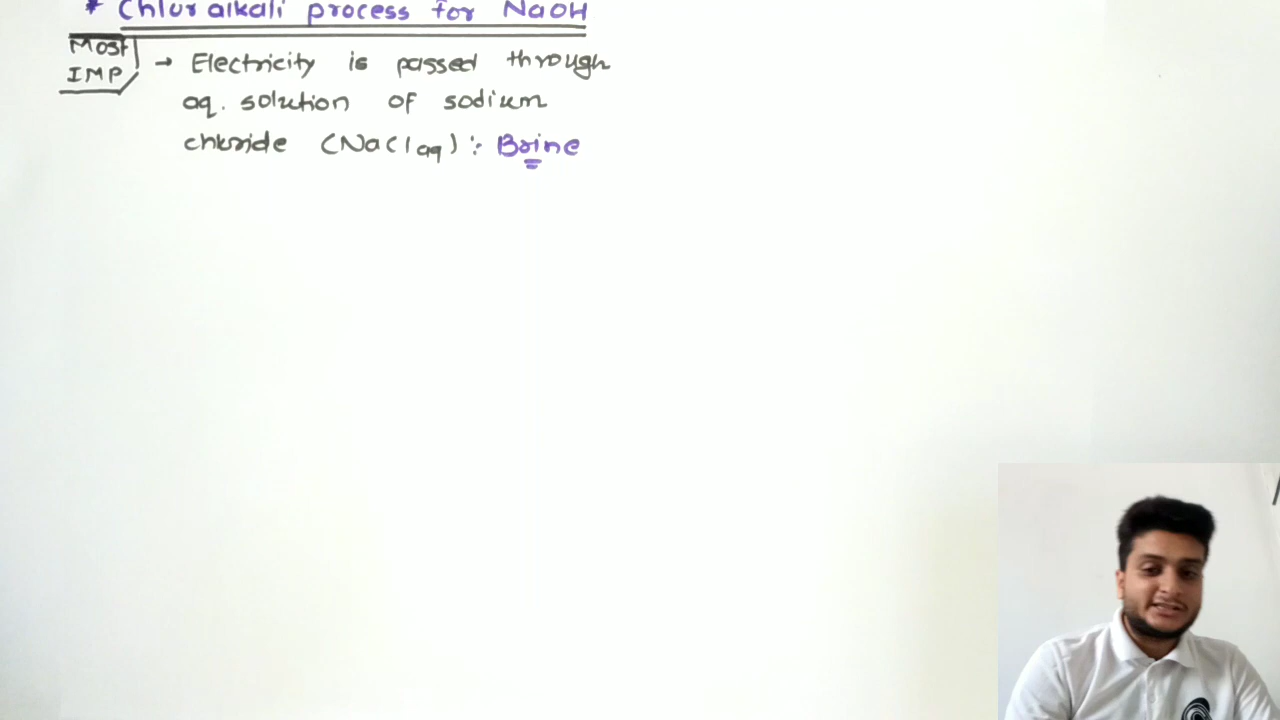 * Chlor alkali process for NaOH
Most
IMP
→ Electricity is passed through
aq. solution of sodium
chloride (NaCl aq) : Brine